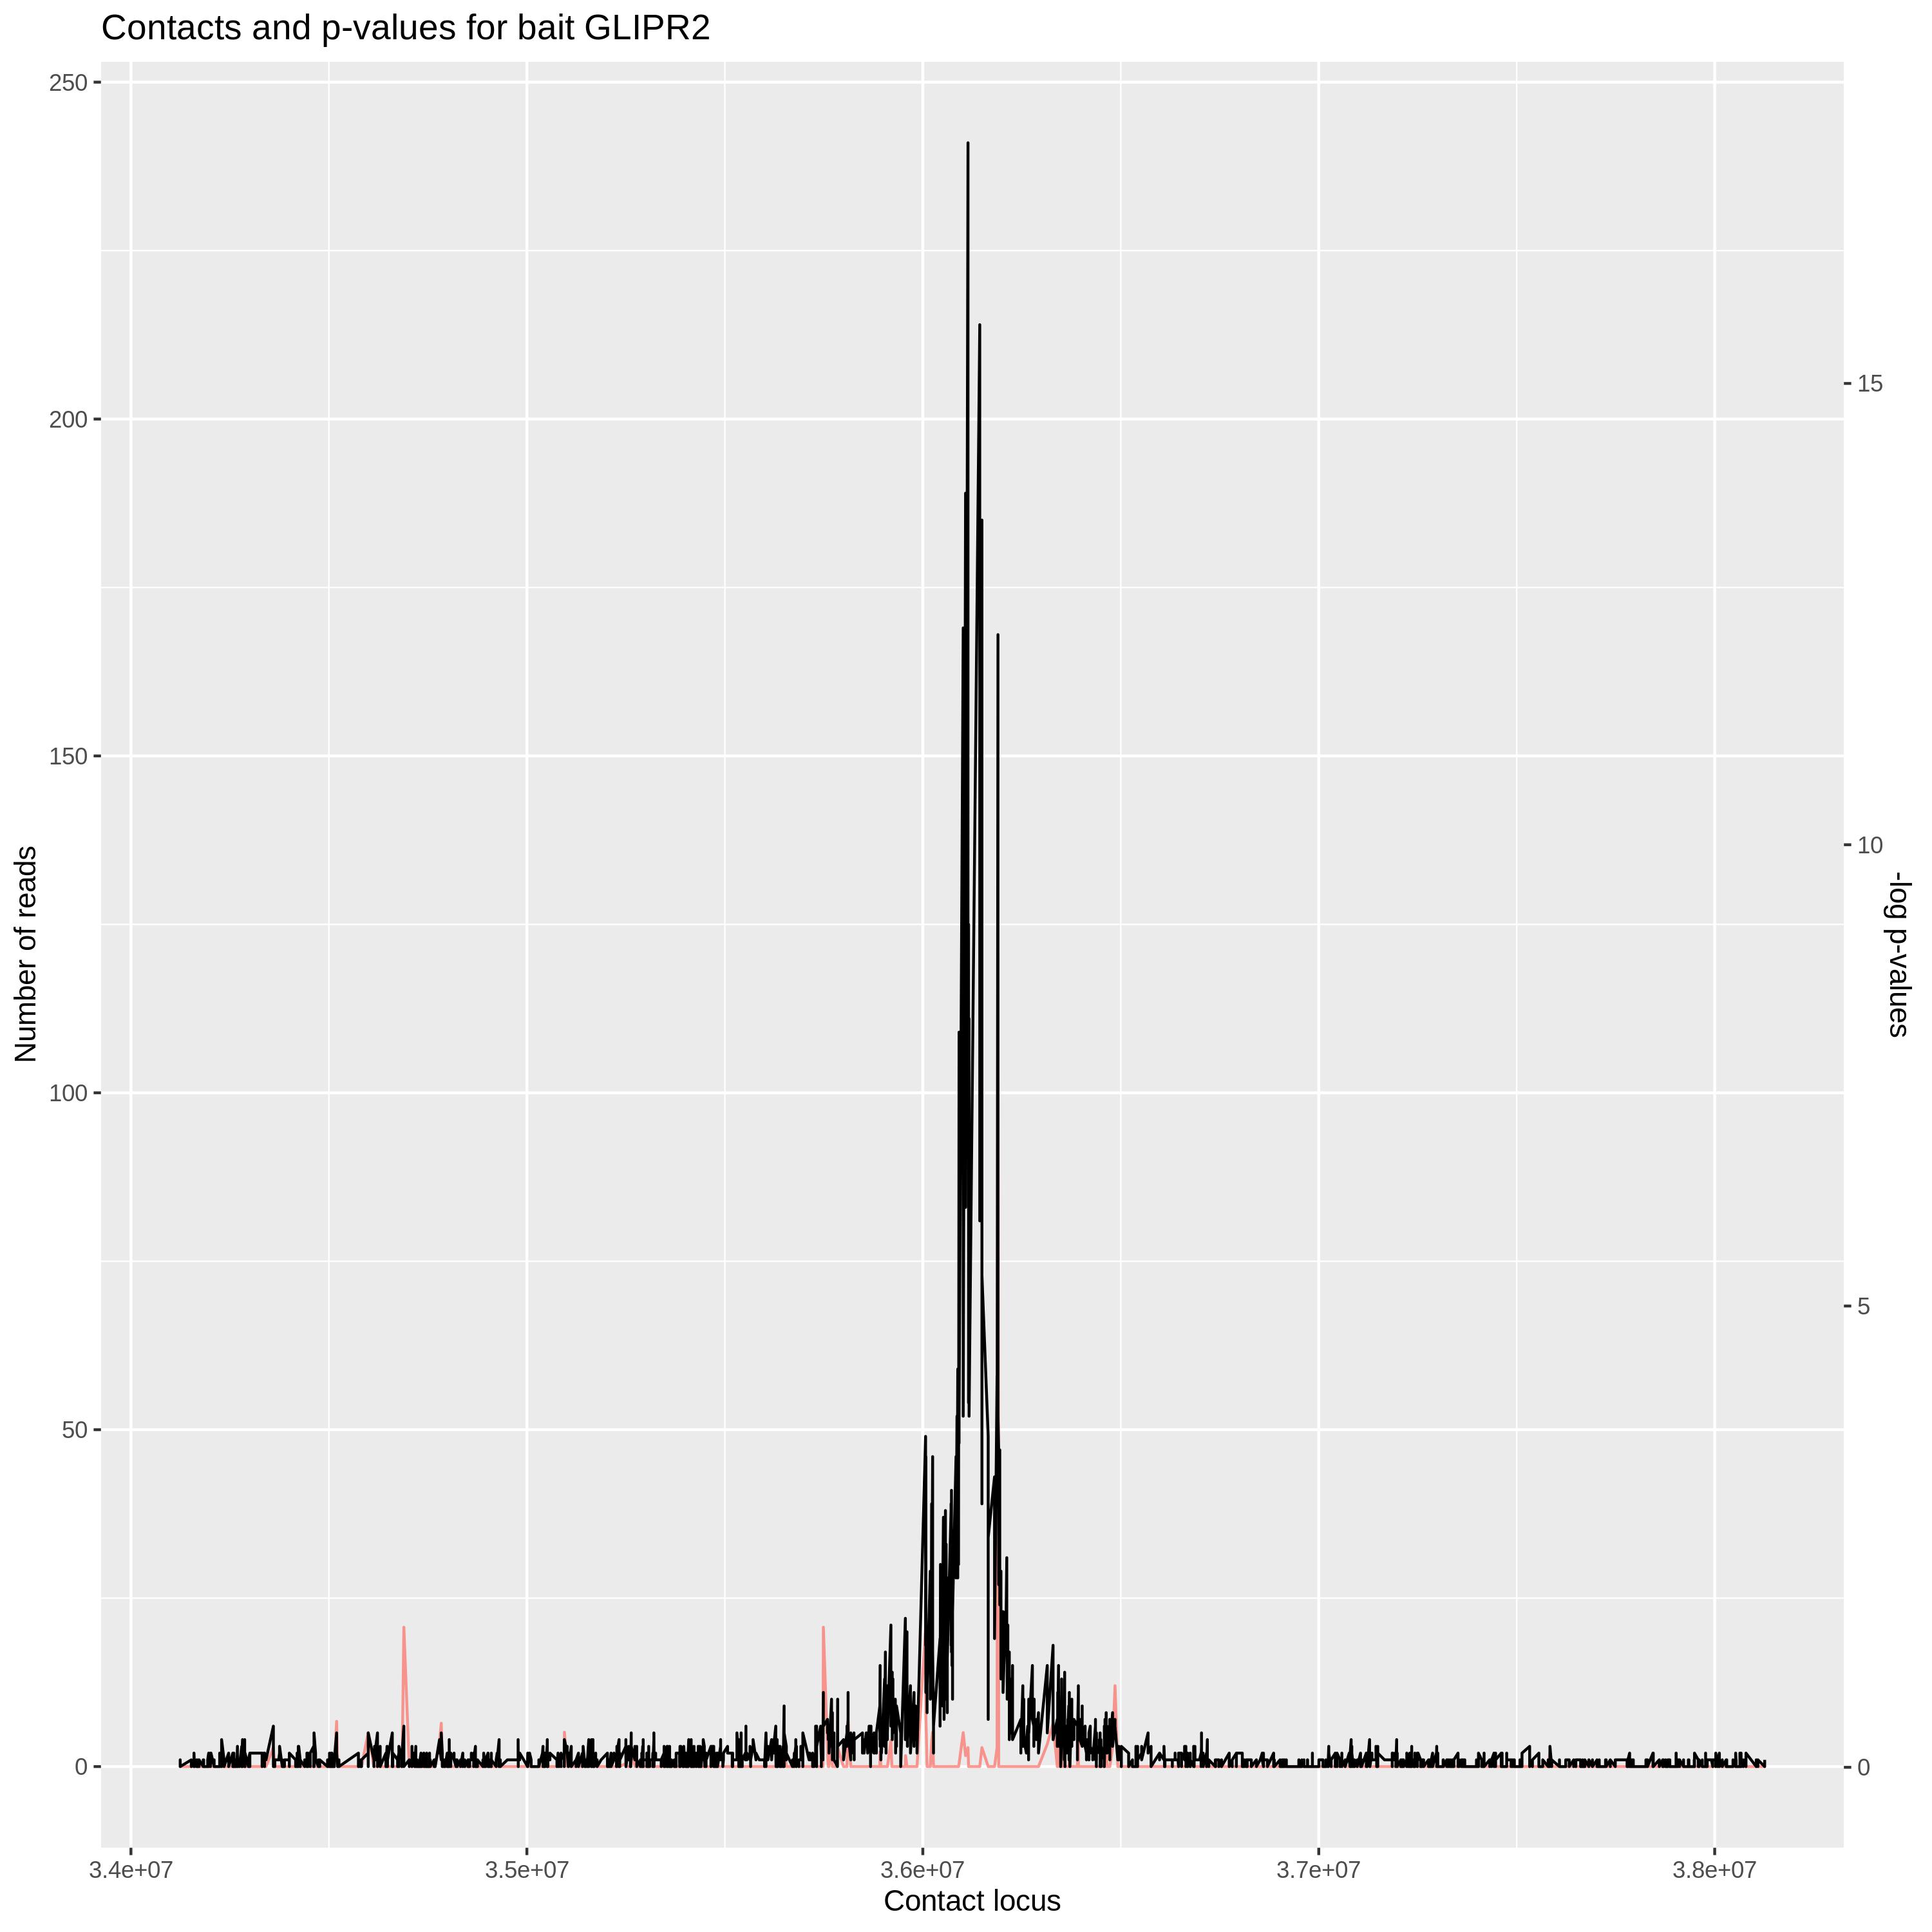 Contacts and p-values for bait GLIPR2
250
200
150
100
50
0
Number of reads
15
10
5
0
-log p-values
3.4e+07 3.5e+07 3.6e+07 3.7e+07 3.8e+07
Contact locus